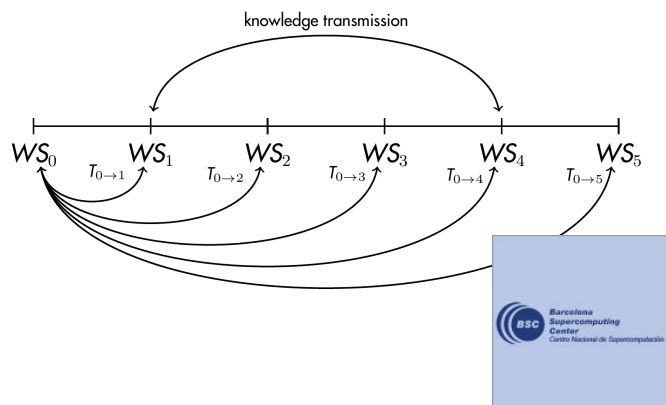 knowledge transmission
WS₀ WS₁ WS₂ WS₃ WS₄ WS₅
T₀→₁ T₀→₂ T₀→₃ T₀→₄ T₀→₅
BSC
Barcelona
Supercomputing
Center
Centro Nacional de Supercomputación